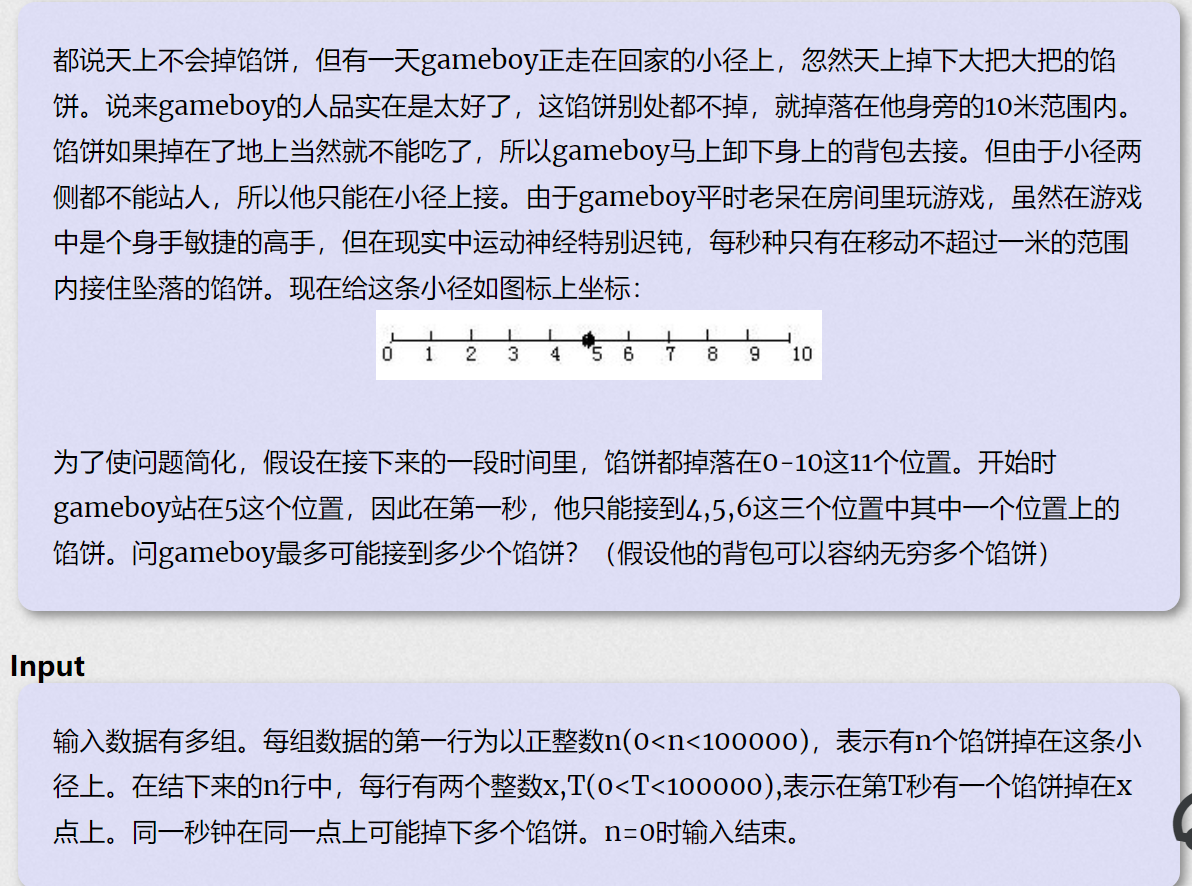 都说天上不会掉馅饼，但有一天gameboy正走在回家的小径上，忽然天上掉下大把大把的馅
饼。说来gameboy的人品实在是太好了，这馅饼别处都不掉，就掉落在他身旁的10米范围内。
馅饼如果掉在了地上当然就不能吃了，所以gameboy马上卸下身上的背包去接。但由于小径两
侧都不能站人，所以他只能在小径上接。由于gameboy平时老呆在房间里玩游戏，虽然在游戏
中是个身手敏捷的高手，但在现实中运动神经特别迟钝，每秒种只有在移动不超过一米的范围
内接住坠落的馅饼。现在给这条小径如图标上坐标：
0 1 2 3 4 5 6 7 8 9 10
为了使问题简化，假设在接下来的一段时间里，馅饼都掉落在0-10这11个位置。开始时
gameboy站在5这个位置，因此在第一秒，他只能接到4,5,6这三个位置中其中一个位置上的
馅饼。问gameboy最多可能接到多少个馅饼？（假设他的背包可以容纳无穷多个馅饼）
Input
输入数据有多组。每组数据的第一行为以正整数n(0<n<100000)，表示有n个馅饼掉在这条小
径上。在结下来的n行中，每行有两个整数x,T(0<T<100000),表示在第T秒有一个馅饼掉在x
点上。同一秒钟在同一点上可能掉下多个馅饼。n=0时输入结束。